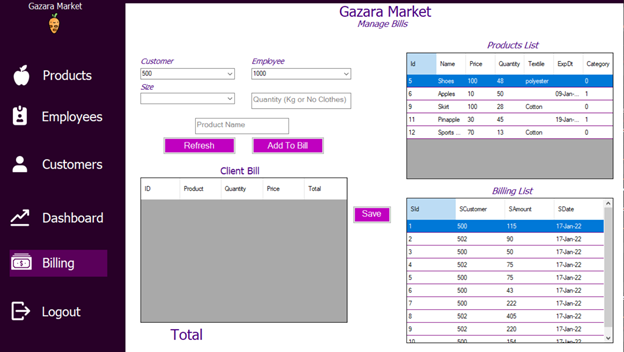 Gazara Market
Products
Employees
Customers
Dashboard
Billing
Logout
Gazara Market
Manage Bills
Customer
500
Employee
1000
Size
Quantity (Kg or No Clothes)
Product Name
Refresh
Add To Bill
Client Bill
ID Product Quantity Price Total
Save
Total
Products List
Id Name Price Quantity Textile ExpDt Category
5 Shoes 100 48 polyester 0
6 Apples 10 50 09-Jan-... 1
9 Skirt 100 28 Cotton 0
11 Pinapple 30 45 19-Jan-... 1
12 Sports ... 70 13 Cotton 0
Billing List
SId SCustomer SAmount SDate
1 500 115 17-Jan-22
2 502 90 17-Jan-22
3 500 50 17-Jan-22
4 502 75 17-Jan-22
5 500 75 17-Jan-22
6 500 43 17-Jan-22
7 500 222 17-Jan-22
8 502 405 17-Jan-22
9 502 220 17-Jan-22
10 500 154 17-Jan-22